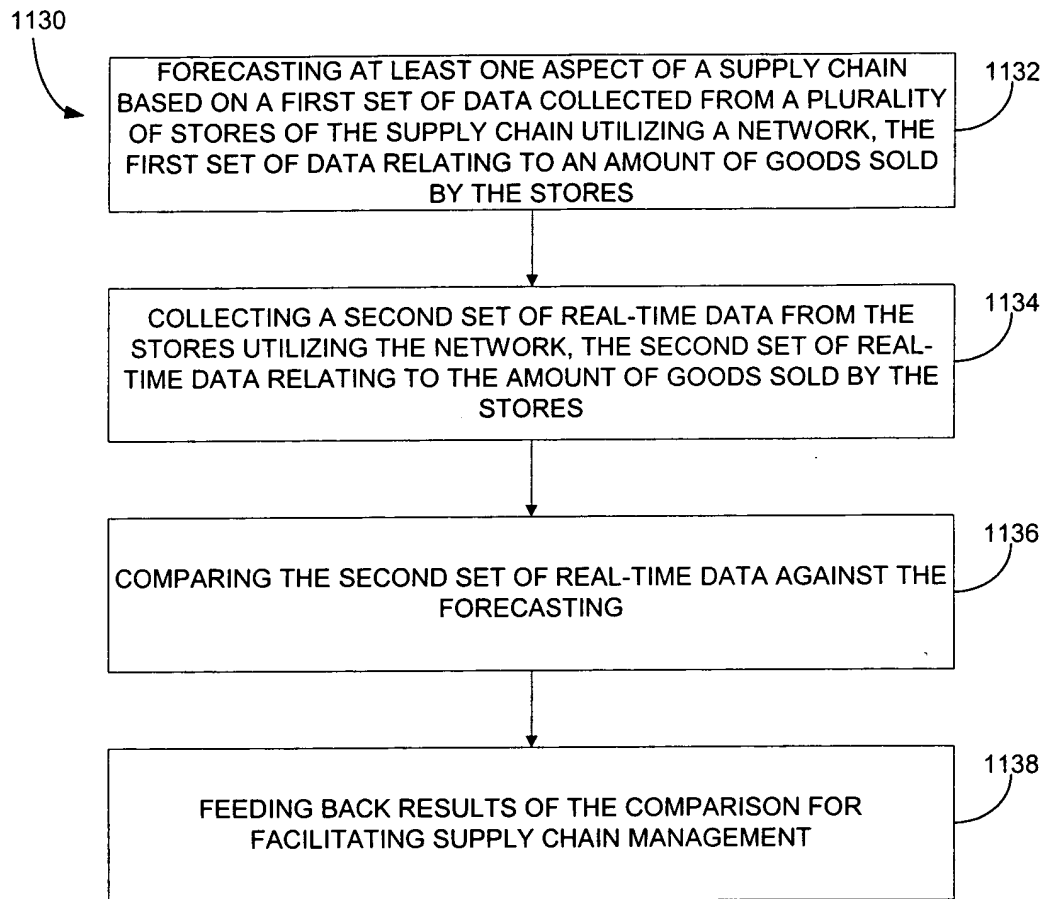 1130
FORECASTING AT LEAST ONE ASPECT OF A SUPPLY CHAIN
BASED ON A FIRST SET OF DATA COLLECTED FROM A PLURALITY
OF STORES OF THE SUPPLY CHAIN UTILIZING A NETWORK, THE
FIRST SET OF DATA RELATING TO AN AMOUNT OF GOODS SOLD
BY THE STORES
1132
COLLECTING A SECOND SET OF REAL-TIME DATA FROM THE
STORES UTILIZING THE NETWORK, THE SECOND SET OF REAL-
TIME DATA RELATING TO THE AMOUNT OF GOODS SOLD BY THE
STORES
1134
COMPARING THE SECOND SET OF REAL-TIME DATA AGAINST THE
FORECASTING
1136
FEEDING BACK RESULTS OF THE COMPARISON FOR
FACILITATING SUPPLY CHAIN MANAGEMENT
1138